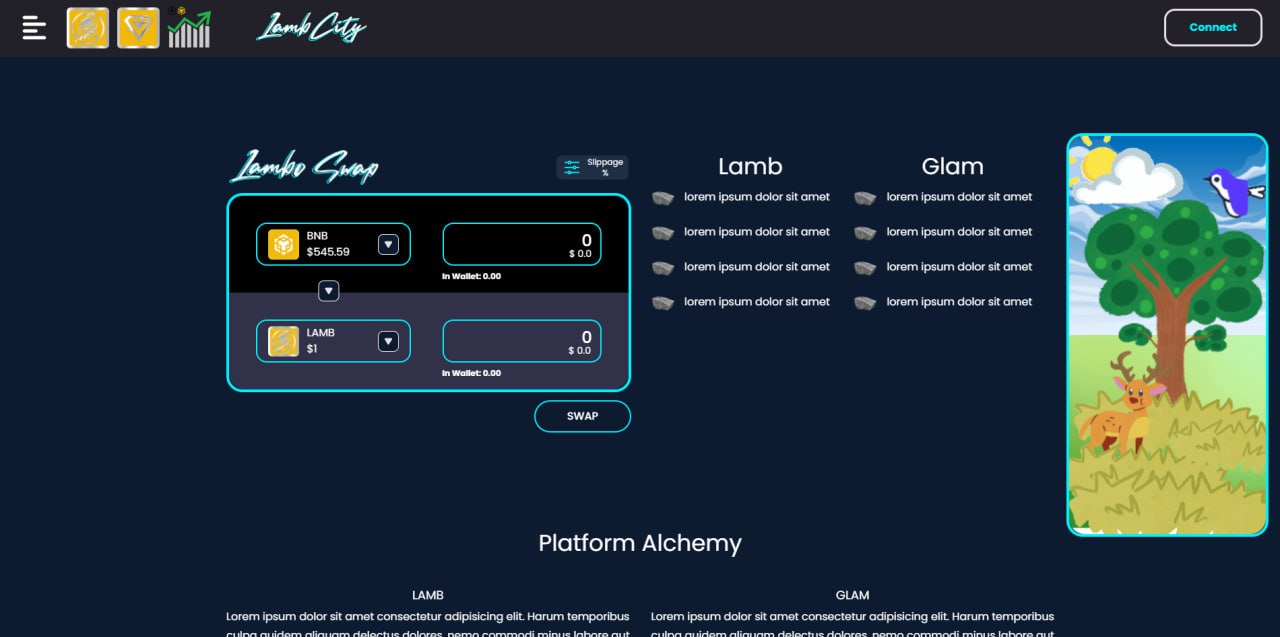 Lamb City
Connect
Lambo Swap
Slippage
%
BNB
$545.59
0
$ 0.0
In Wallet: 0.00
LAMB
$1
0
$ 0.0
In Wallet: 0.00
SWAP
Lamb
lorem ipsum dolor sit amet
lorem ipsum dolor sit amet
lorem ipsum dolor sit amet
lorem ipsum dolor sit amet
Glam
lorem ipsum dolor sit amet
lorem ipsum dolor sit amet
lorem ipsum dolor sit amet
lorem ipsum dolor sit amet
Platform Alchemy
LAMB
Lorem ipsum dolor sit amet consectetur adipisicing elit. Harum temporibus
culpa quidem aliquam delectus dolores, nemo commodi minus labore aut
GLAM
Lorem ipsum dolor sit amet consectetur adipisicing elit. Harum temporibus
culpa quidem aliquam delectus dolores, nemo commodi minus labore aut